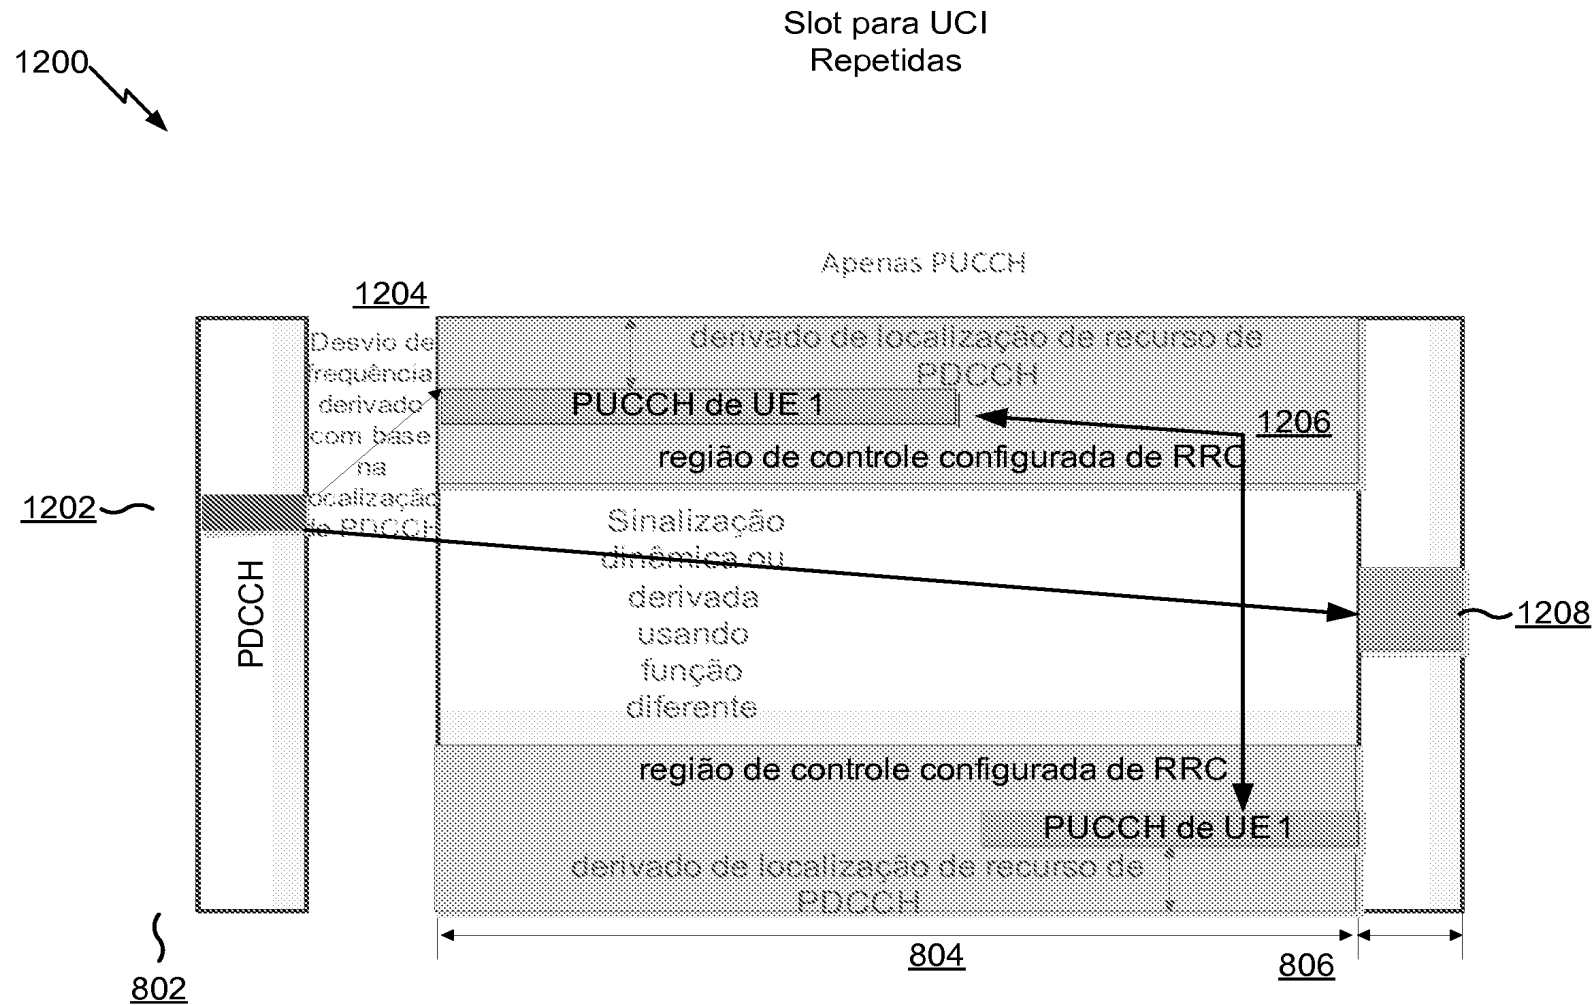 Slot para UCI
Repetidas
1200
Apenas PUCCH
1204
Desvio de
frequência
derivado
com base
na
localização
de PDCCH
derivado de localização de recurso de
PDCCH
PUCCH de UE 1
1206
região de controle configurada de RRC
1202
PDCCH
Sinalização
dinêmica ou
derivada
usando
função
diferente
1208
região de controle configurada de RRC
PUCCH de UE 1
derivado de localização de recurso de
PDCCH
802
804
806